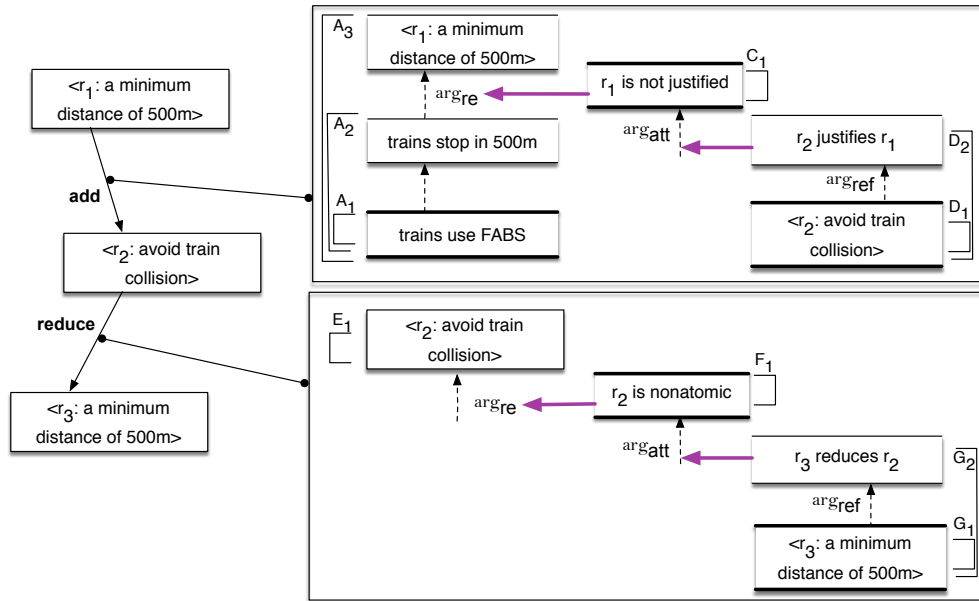 <r1: a minimum
distance of 500m>
add
<r2: avoid train
collision>
reduce
<r3: a minimum
distance of 500m>
A3
<r1: a minimum
distance of 500m>
argre
r1 is not justified
C1
A2
trains stop in 500m
argatt
r2 justifies r1
D2
argref
A1
trains use FABS
<r2: avoid train
collision>
D1
E1
<r2: avoid train
collision>
argre
r2 is nonatomic
F1
argatt
r3 reduces r2
G2
argref
<r3: a minimum
distance of 500m>
G1